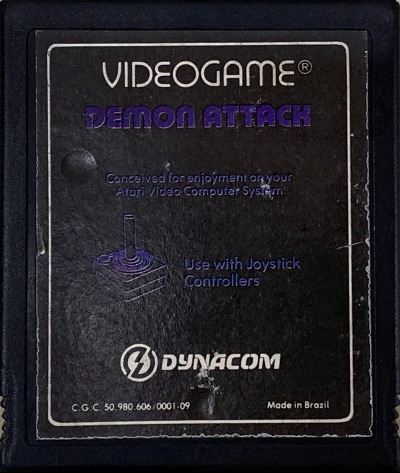 VIDEOGAME®
DEMON ATTACK
Conceived for enjoyment on your
Atari Video Computer System
Use with Joystick
Controllers
DYNACOM
C.G.C. 50.980.606/0001-09 Made in Brazil